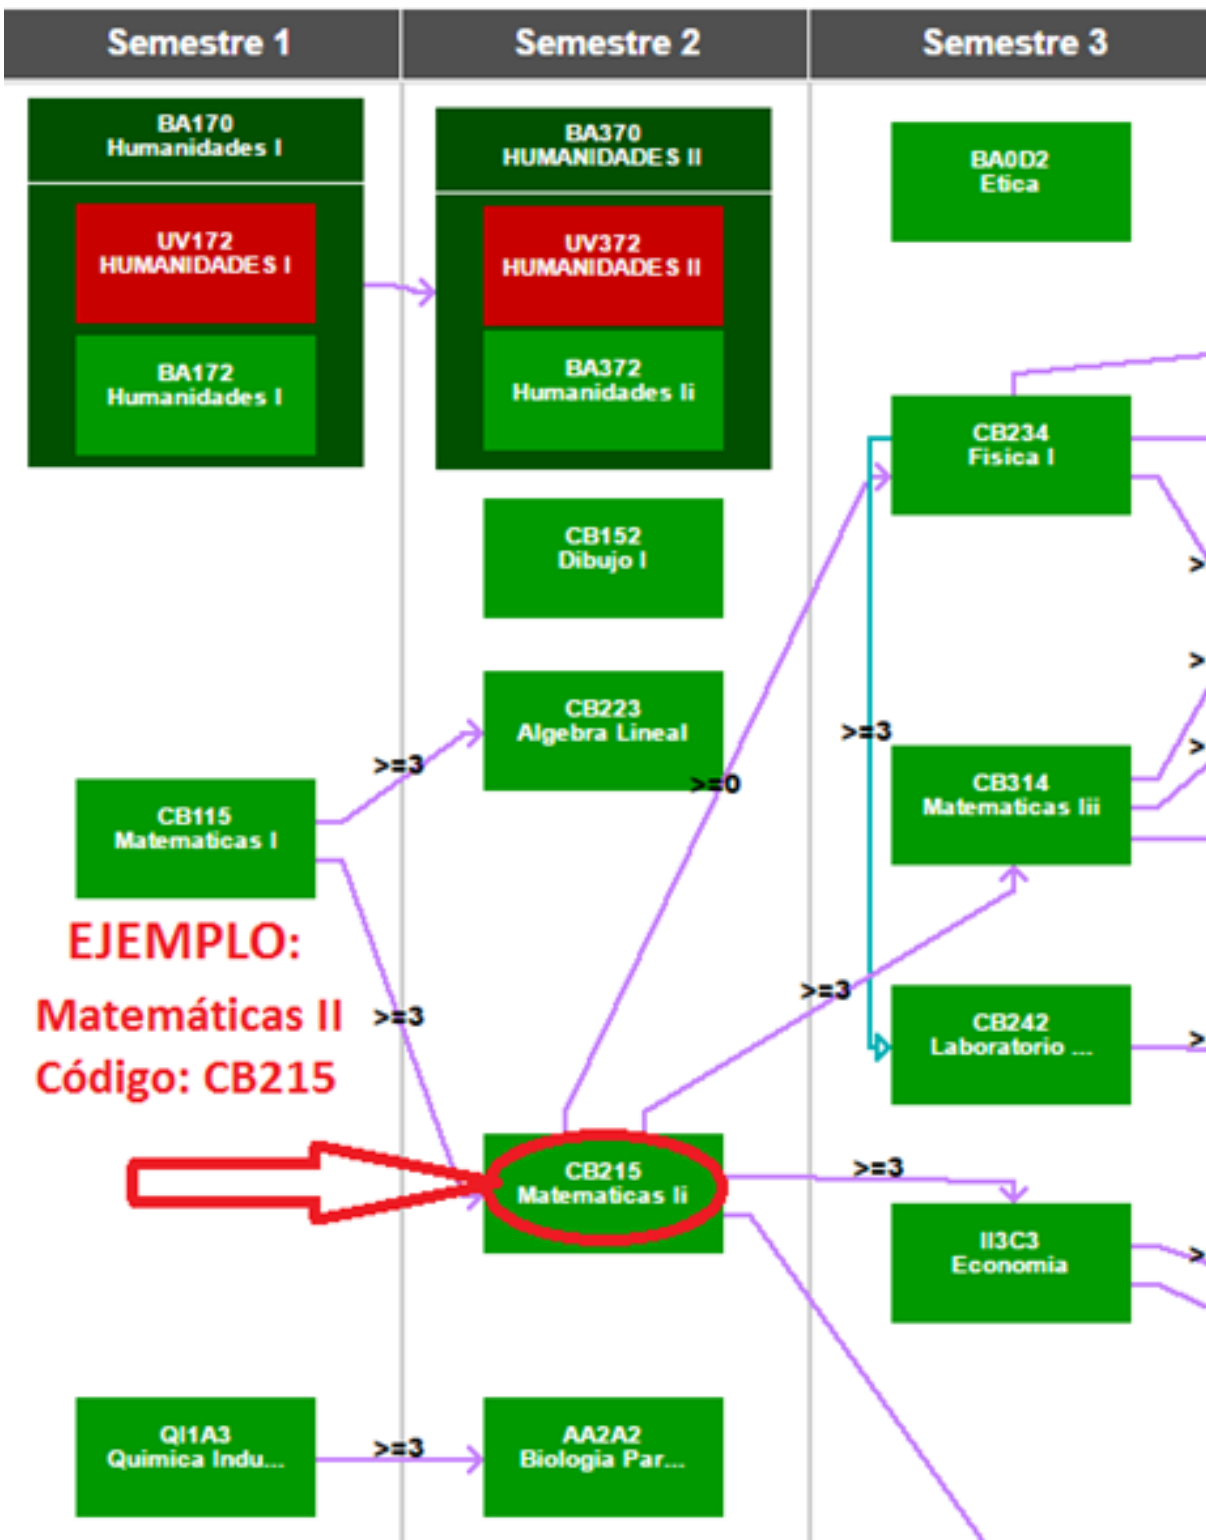 Semestre 1
Semestre 2
Semestre 3
BA170
Humanidades I
UV172
HUMANIDADES I
BA172
Humanidades I
BA370
HUMANIDADES II
UV372
HUMANIDADES II
BA372
Humanidades Ii
BA0D2
Etica
CB234
Fisica I
>
CB152
Dibujo I
CB223
Algebra Lineal
>=3
>=0
>=3
>
>
CB314
Matematicas Iii
CB115
Matematicas I
EJEMPLO:
Matemáticas II
Código: CB215
>=3
>=3
CB242
Laboratorio ...
>
CB215
Matematicas Ii
>=3
II3C3
Economia
>
QI1A3
Quimica Indu...
>=3
AA2A2
Biologia Par...